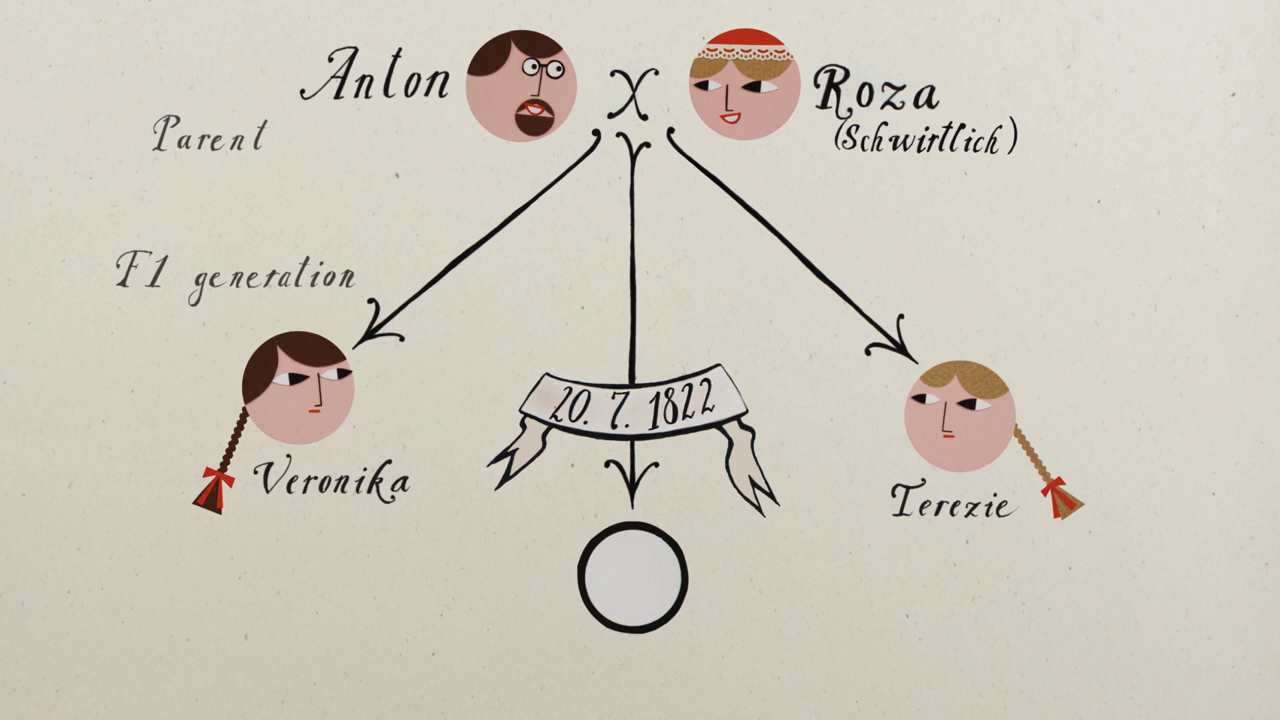 Anton
X
Roza
(Schwirtlich)
Parent
F1 generation
20. 7. 1822
Veronika
Terezie